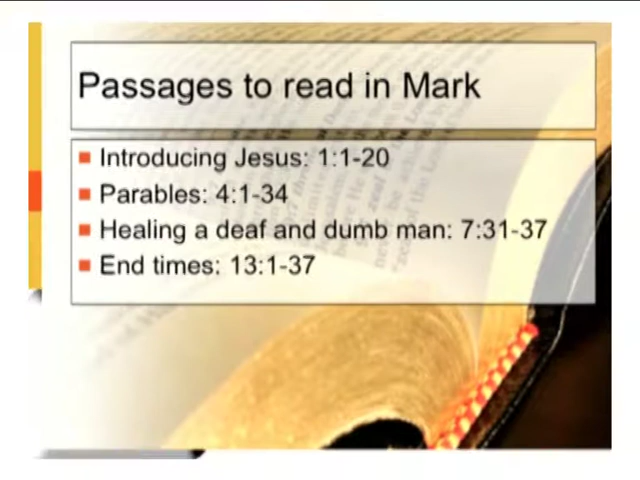 Passages to read in Mark
Introducing Jesus: 1:1-20
Parables: 4:1-34
Healing a deaf and dumb man: 7:31-37
End times: 13:1-37